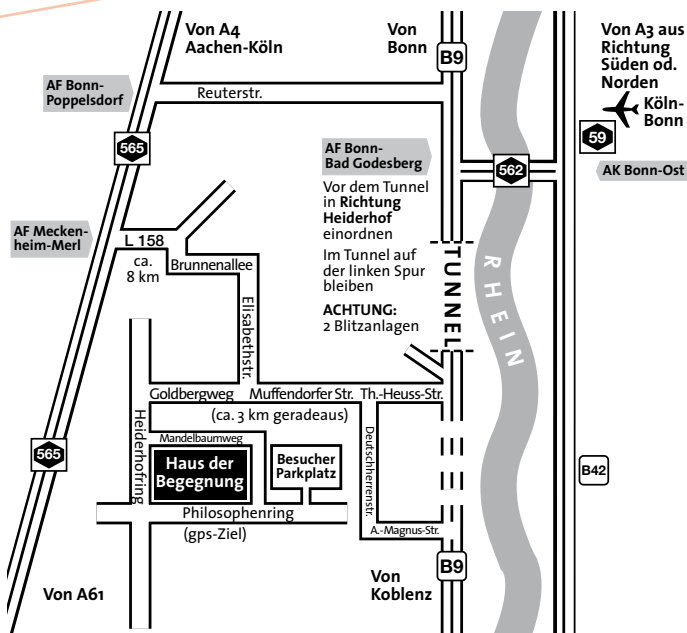 Von A4
Aachen-Köln
Von
Bonn
B9
Von A3 aus
Richtung
Süden od.
Norden
Köln-
Bonn
59
AF Bonn-
Poppelsdorf
Reuterstr.
565
AF Bonn-
Bad Godesberg
562
AK Bonn-Ost
Vor dem Tunnel
in Richtung
Heiderhof
einordnen
Im Tunnel auf
der linken Spur
bleiben
ACHTUNG:
2 Blitzanlagen
TUNNEL
RHEIN
AF Mecken-
heim-Merl
L 158
ca.
8 km
Brunnenallee
Elisabethstr.
Goldbergweg
Muffendorfer Str.
Th.-Heuss-Str.
(ca. 3 km geradeaus)
Heiderhofring
Mandelbaumweg
Haus der
Begegnung
Besucher
Parkplatz
Deutschherrenstr.
565
B42
Philosophenring
(gps-Ziel)
A.-Magnus-Str.
B9
Von A61
Von
Koblenz